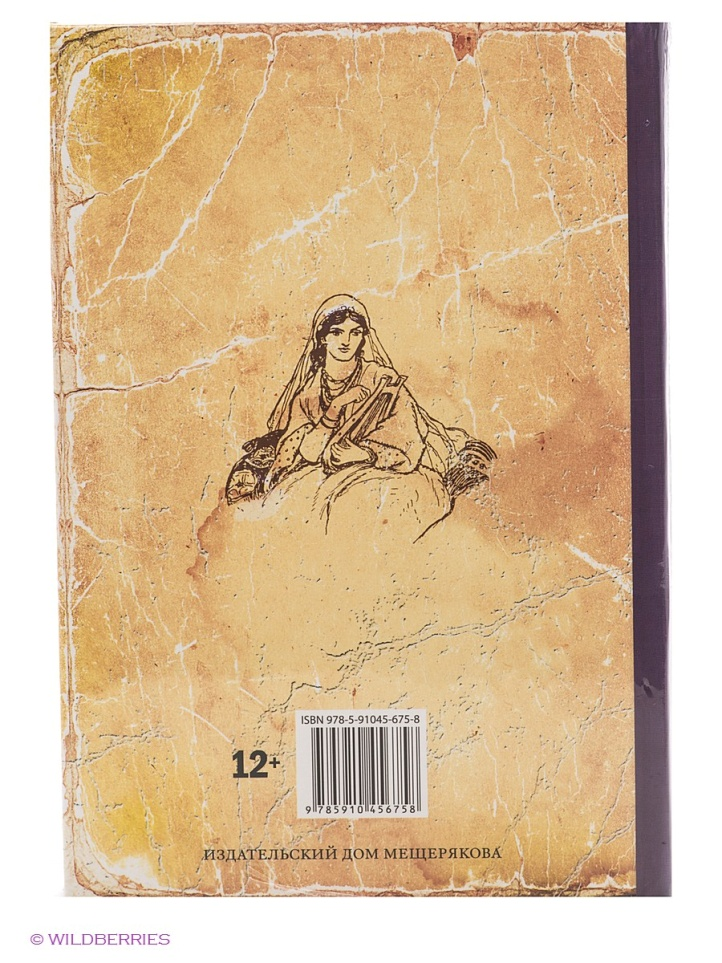 ISBN 978-5-91045-675-8
12+
9 785910 456758
ИЗДАТЕЛЬСКИЙ ДОМ МЕЩЕРЯКОВА
© WILDBERRIES